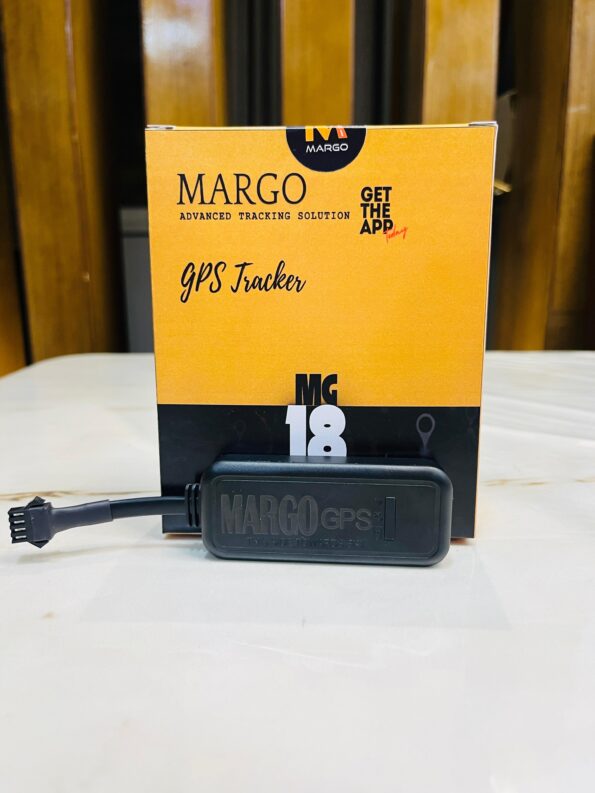 MARGO
MARGO
ADVANCED TRACKING SOLUTION
GET
THE
APP
Today
GPS Tracker
MG
18
MARGO GPS